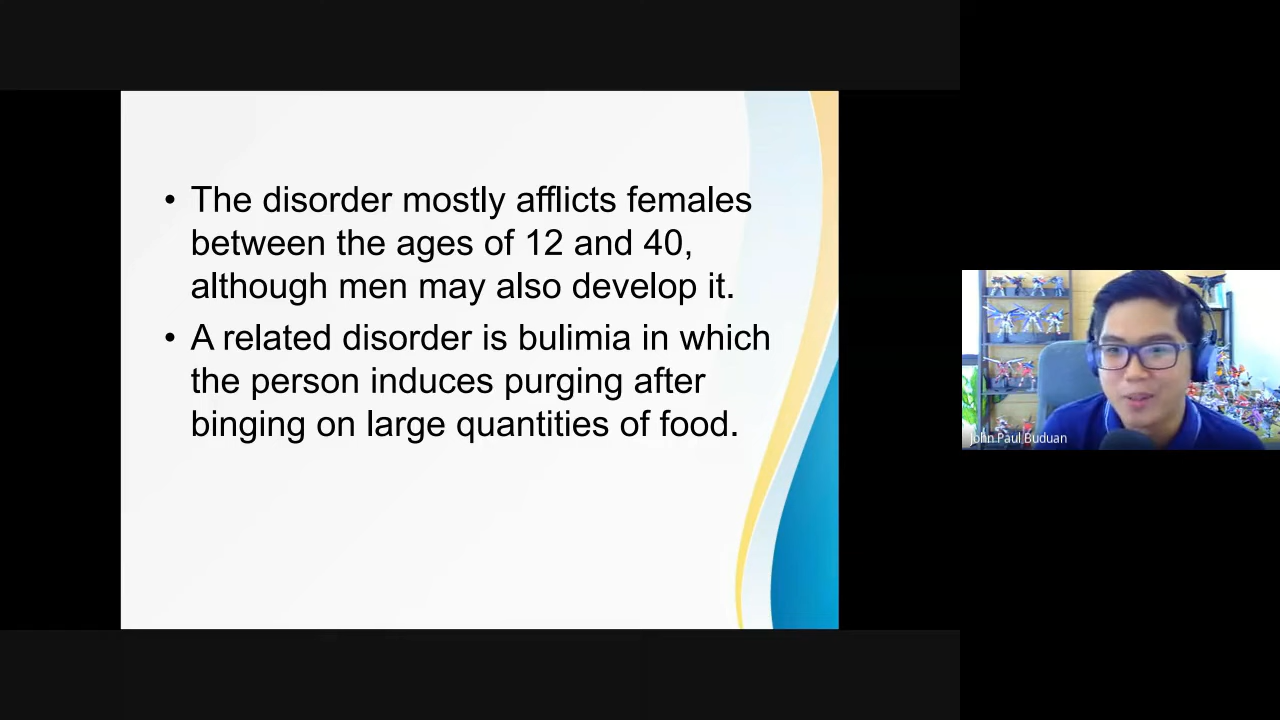 • The disorder mostly afflicts females
between the ages of 12 and 40,
although men may also develop it.
• A related disorder is bulimia in which
the person induces purging after
binging on large quantities of food.
John Paul Buduan